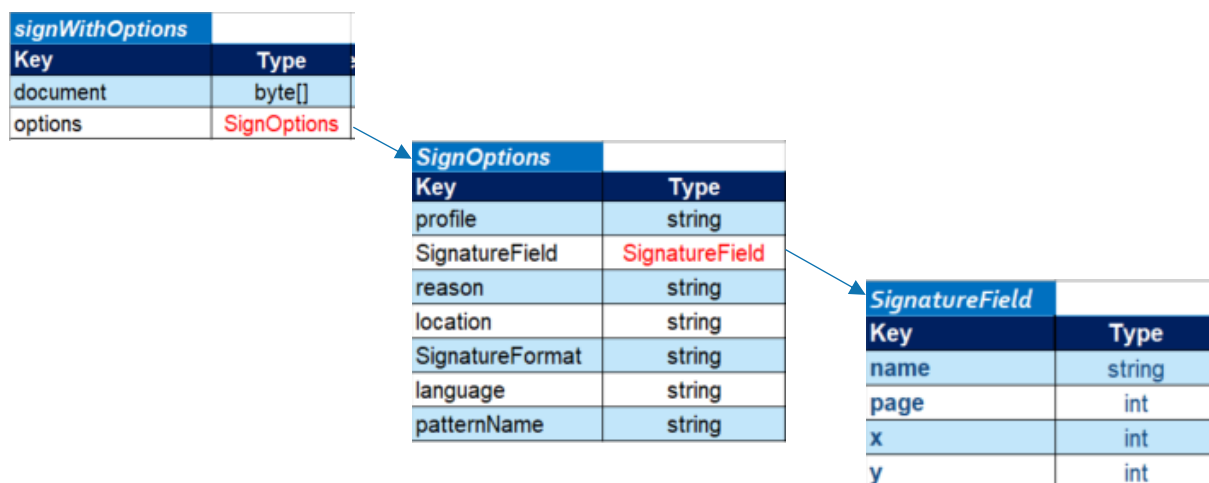 signWithOptions
Key Type
document byte[]
options SignOptions
SignOptions
Key Type
profile string
SignatureField SignatureField
reason string
location string
SignatureFormat string
language string
patternName string
SignatureField
Key Type
name string
page int
x int
y int